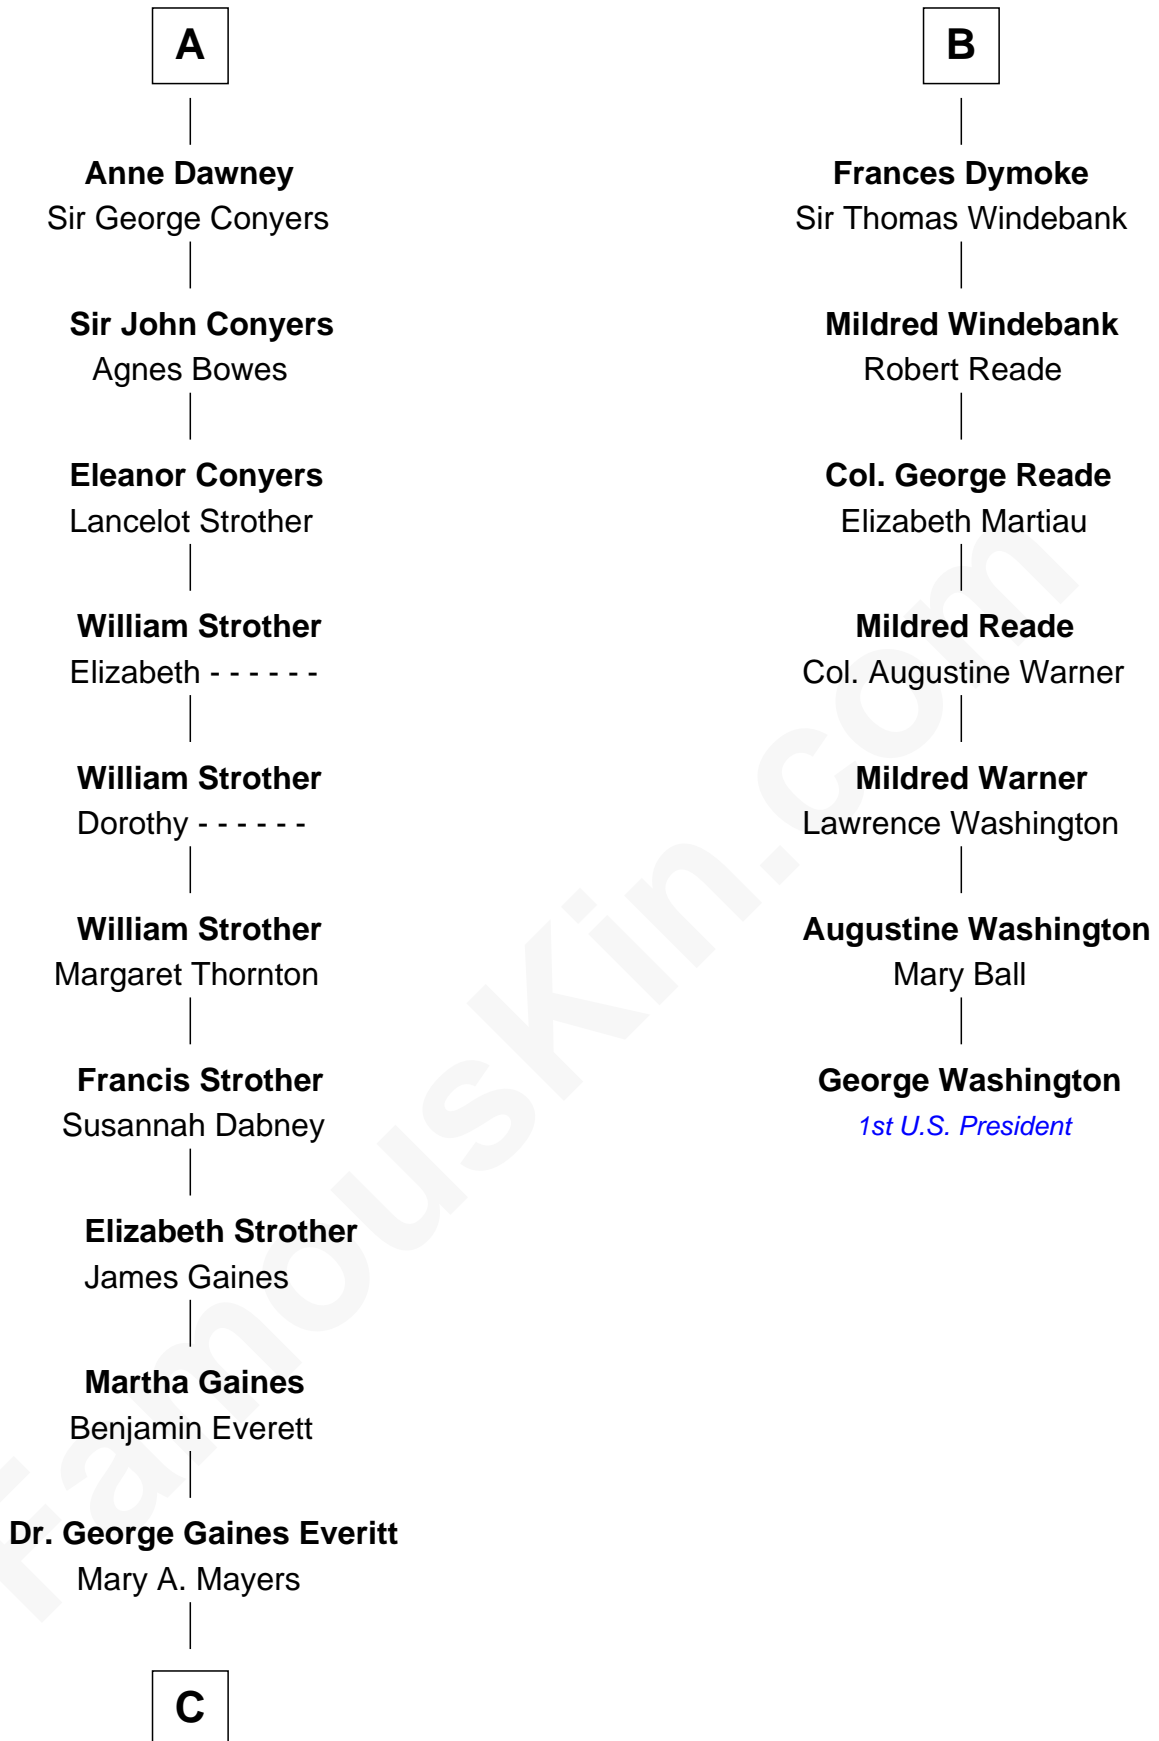 A
Anne Dawney
Sir George Conyers
Sir John Conyers
Agnes Bowes
Eleanor Conyers
Lancelot Strother
William Strother
Elizabeth - - - - - -
William Strother
Dorothy - - - - - -
William Strother
Margaret Thornton
Francis Strother
Susannah Dabney
Elizabeth Strother
James Gaines
Martha Gaines
Benjamin Everett
Dr. George Gaines Everitt
Mary A. Mayers
C
B
Frances Dymoke
Sir Thomas Windebank
Mildred Windebank
Robert Reade
Col. George Reade
Elizabeth Martiau
Mildred Reade
Col. Augustine Warner
Mildred Warner
Lawrence Washington
Augustine Washington
Mary Ball
George Washington
1st U.S. President
FamousKin.com